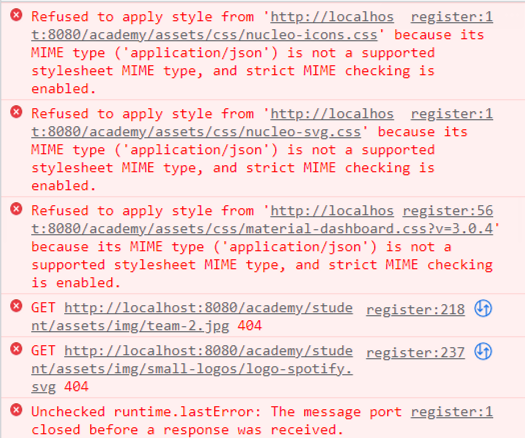 Refused to apply style from 'http://localhos register:1
t:8080/academy/assets/css/nucleo-icons.css' because its
MIME type ('application/json') is not a supported
stylesheet MIME type, and strict MIME checking is
enabled.
Refused to apply style from 'http://localhos register:1
t:8080/academy/assets/css/nucleo-svg.css' because its
MIME type ('application/json') is not a supported
stylesheet MIME type, and strict MIME checking is
enabled.
Refused to apply style from 'http://localhos register:56
t:8080/academy/assets/css/material-dashboard.css?v=3.0.4'
because its MIME type ('application/json') is not a
supported stylesheet MIME type, and strict MIME checking
is enabled.
GET http://localhost:8080/academy/stude register:218
nt/assets/img/team-2.jpg 404
GET http://localhost:8080/academy/stude register:237
nt/assets/img/small-logos/logo-spotify.
svg 404
Unchecked runtime.lastError: The message port register:1
closed before a response was received.